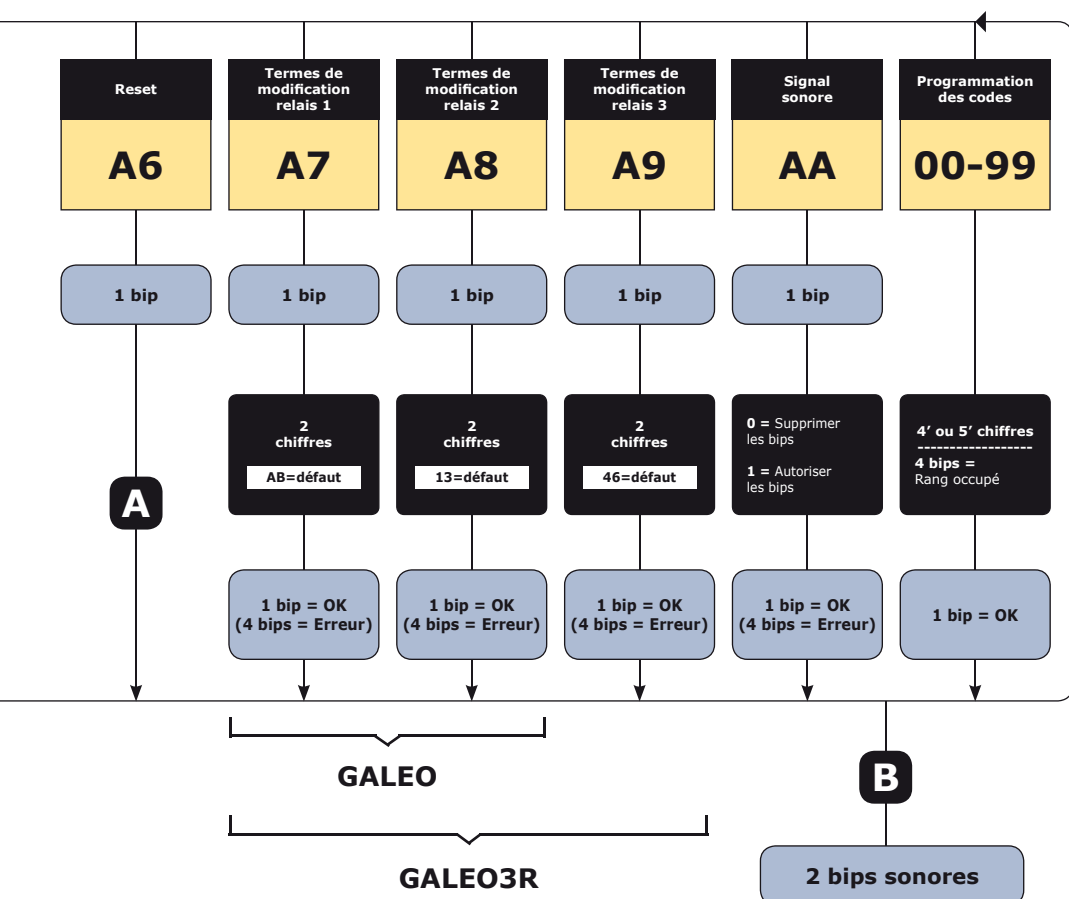 Reset
Termes de
modification
relais 1
Termes de
modification
relais 2
Termes de
modification
relais 3
Signal
sonore
Programmation
des codes
A6
A7
A8
A9
AA
00-99
1 bip
1 bip
1 bip
1 bip
1 bip
2
chiffres
AB=défaut
2
chiffres
13=défaut
2
chiffres
46=défaut
0 = Supprimer
les bips
1 = Autoriser
les bips
4’ ou 5’ chiffres
------------------
4 bips =
Rang occupé
A
1 bip = OK
(4 bips = Erreur)
1 bip = OK
(4 bips = Erreur)
1 bip = OK
(4 bips = Erreur)
1 bip = OK
(4 bips = Erreur)
1 bip = OK
GALEO
B
GALEO3R
2 bips sonores